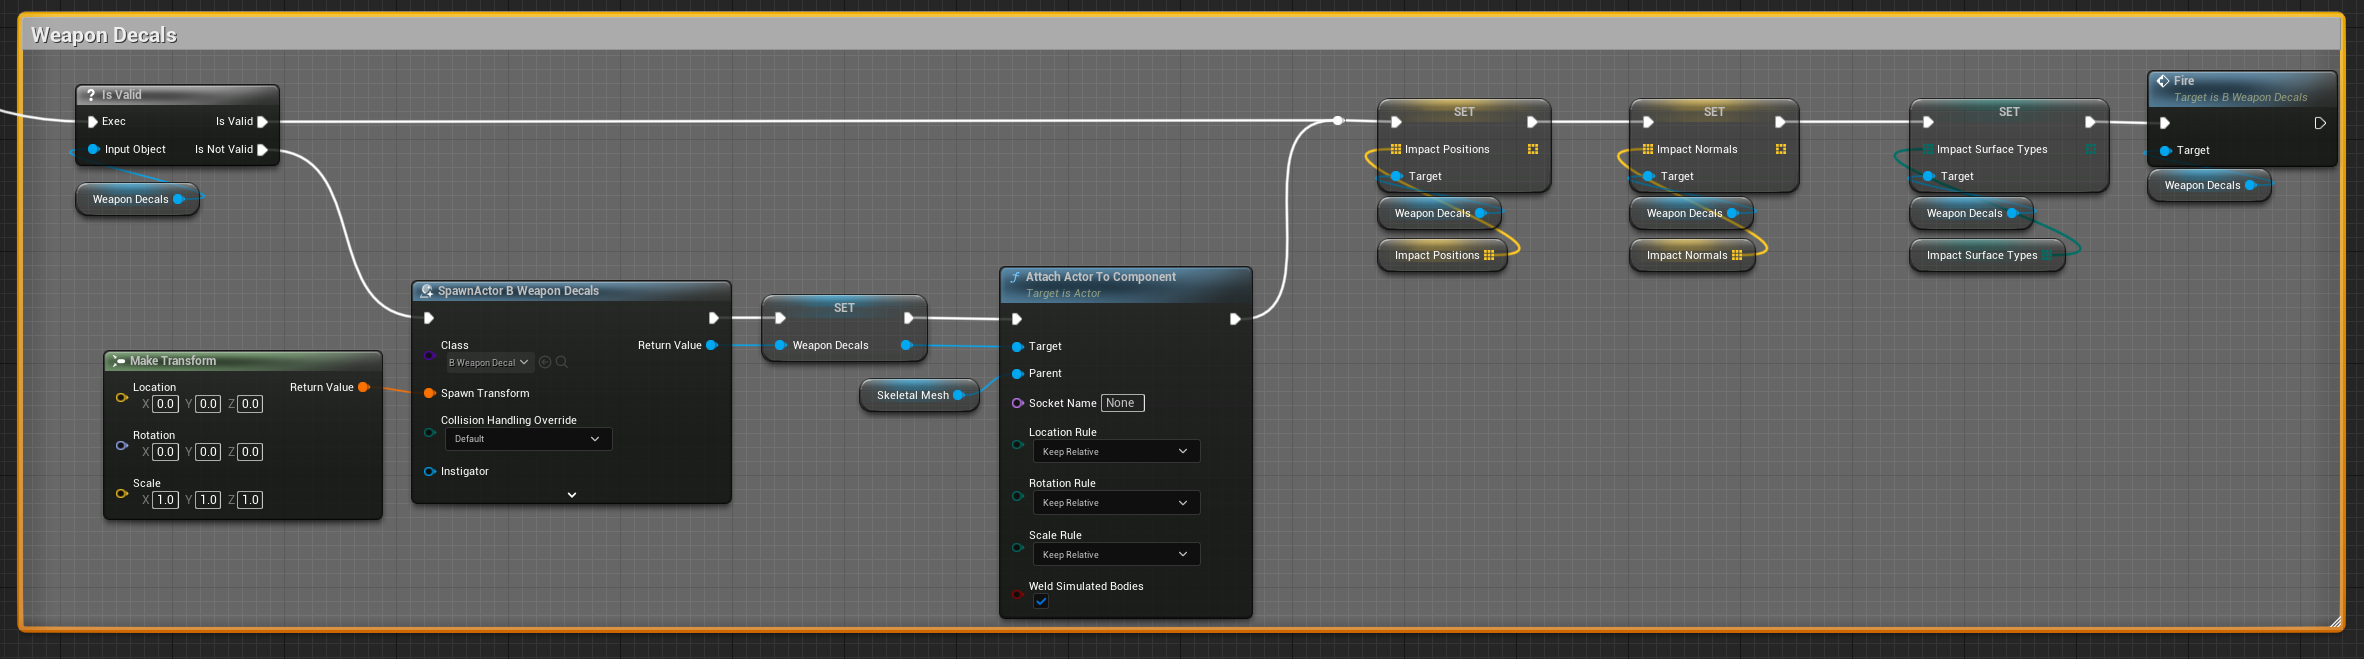 Weapon Decals
? Is Valid
Exec
Is Valid
Input Object
Is Not Valid
Weapon Decals
Make Transform
Location
Return Value
X 0.0 Y 0.0 Z 0.0
Rotation
X 0.0 Y 0.0 Z 0.0
Scale
X 1.0 Y 1.0 Z 1.0
SpawnActor B Weapon Decals
Class
Return Value
B Weapon Decal
Spawn Transform
Collision Handling Override
Default
Instigator
SET
Weapon Decals
Skeletal Mesh
f Attach Actor To Component
Target is Actor
Target
Parent
Socket Name None
Location Rule
Keep Relative
Rotation Rule
Keep Relative
Scale Rule
Keep Relative
Weld Simulated Bodies
SET
Impact Positions
Target
Weapon Decals
Impact Positions
SET
Impact Normals
Target
Weapon Decals
Impact Normals
SET
Impact Surface Types
Target
Weapon Decals
Impact Surface Types
Fire
Target is B Weapon Decals
Target
Weapon Decals